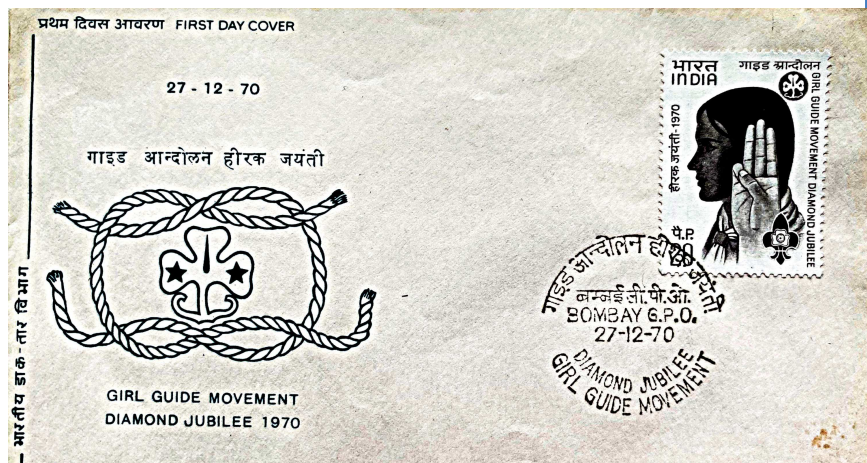 प्रथम दिवस आवरण FIRST DAY COVER
27-12-70
गाइड आन्दोलन हीरक जयंती
GIRL GUIDE MOVEMENT
DIAMOND JUBILEE 1970
भारतीय डाक-तार विभाग
भारत
INDIA
गाइड आन्दोलन
GIRL GUIDE MOVEMENT DIAMOND JUBILEE
हीरक जयंती-1970
पै.P.
20
गाइड आन्दोलन हीरक जयंती
बम्बई जी.पी.ओ.
BOMBAY G.P.O.
27-12-70
DIAMOND JUBILEE
GIRL GUIDE MOVEMENT